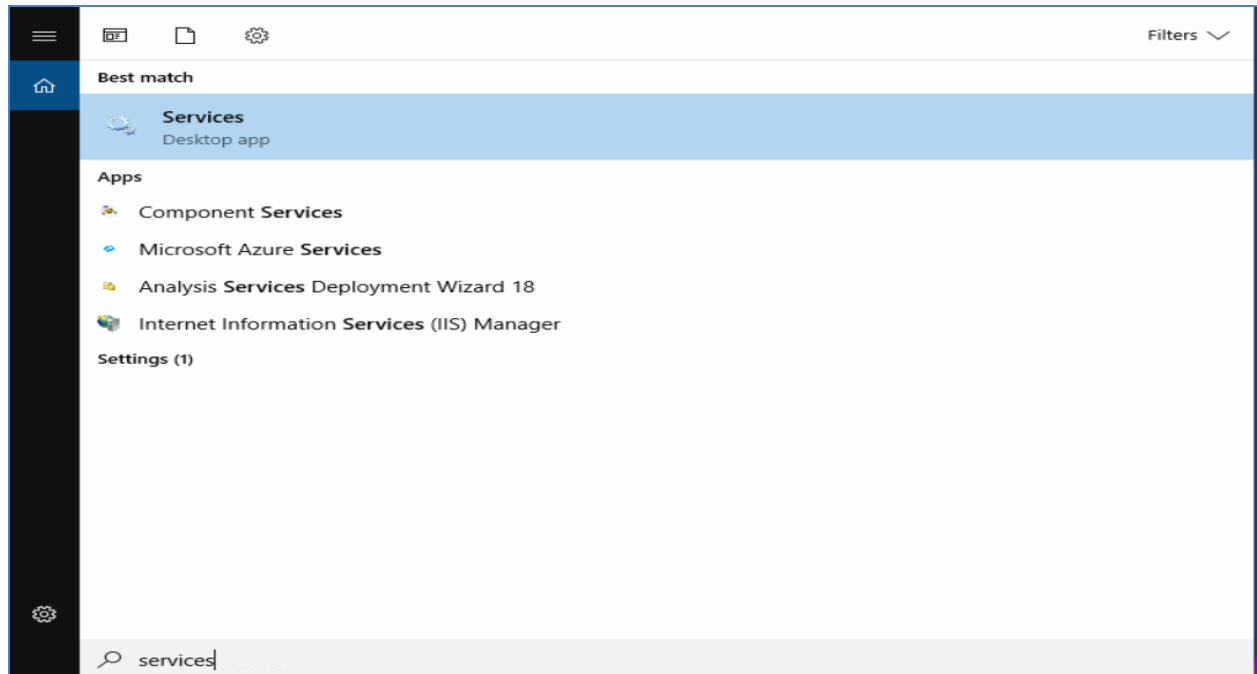 Filters
Best match
Services
Desktop app
Apps
Component Services
Microsoft Azure Services
Analysis Services Deployment Wizard 18
Internet Information Services (IIS) Manager
Settings (1)
services